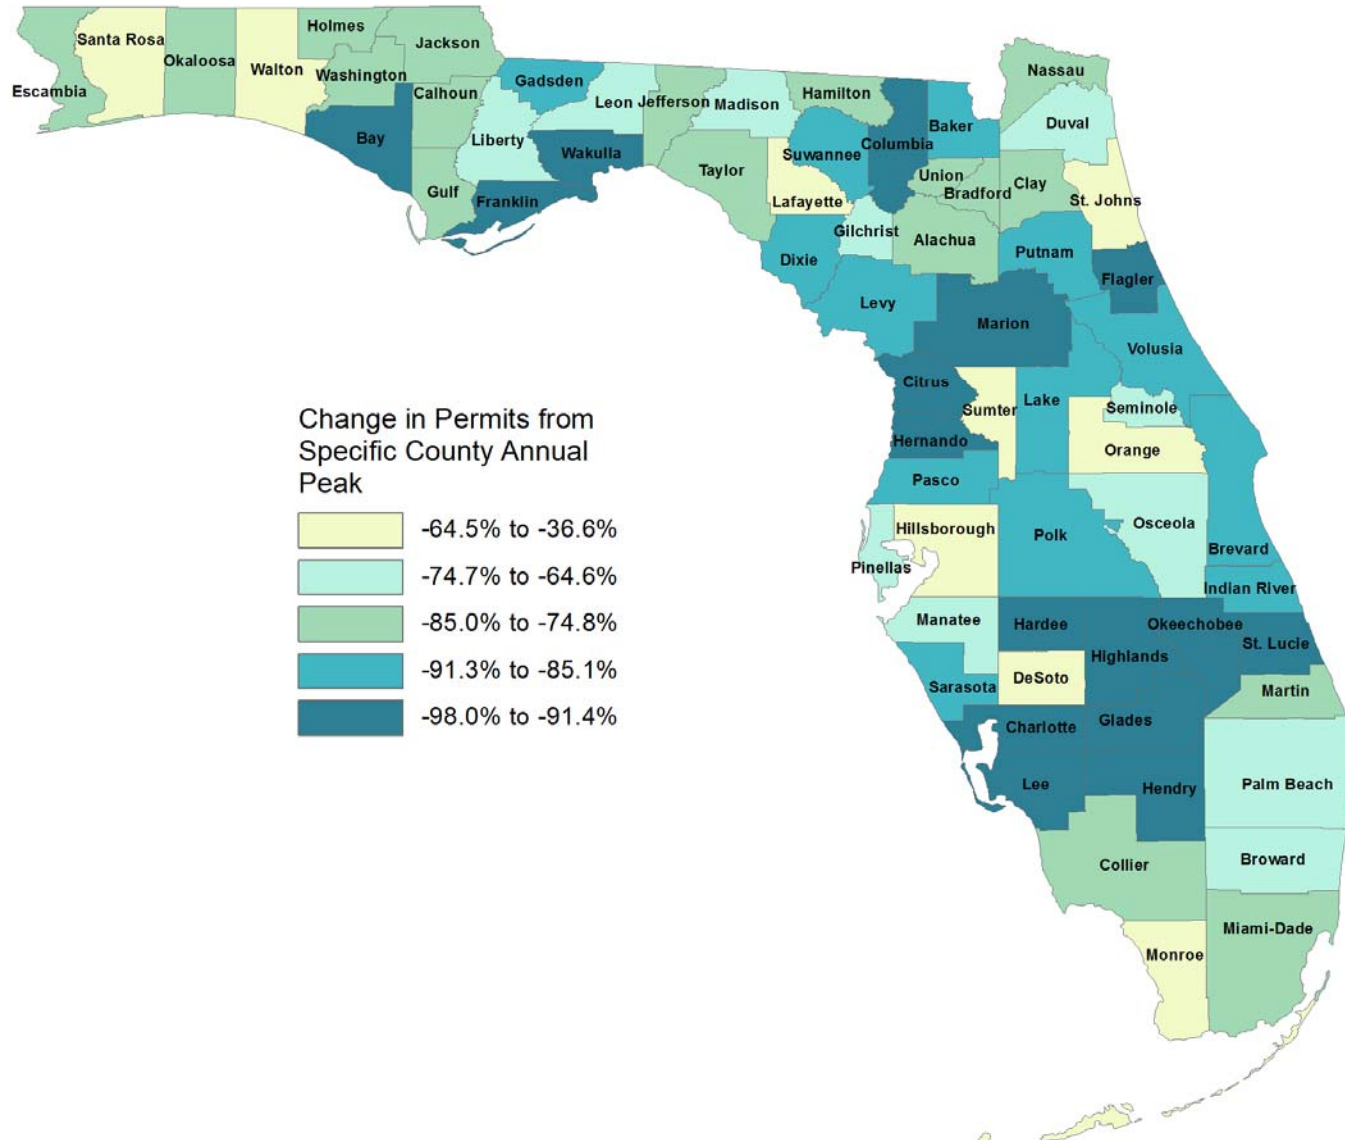 Holmes
Santa Rosa
Jackson
Okaloosa
Walton
Washington
Escambia
Calhoun
Bay
Gulf
Gadsden
Leon
Jefferson
Madison
Hamilton
Liberty
Wakulla
Franklin
Taylor
Suwannee
Columbia
Baker
Nassau
Duval
Lafayette
Union
Bradford
Clay
St. Johns
Gilchrist
Alachua
Dixie
Putnam
Flagler
Levy
Marion
Volusia
Citrus
Sumter
Lake
Seminole
Hernando
Orange
Pasco
Change in Permits from
Specific County Annual
Peak
-64.5% to -36.6%
-74.7% to -64.6%
-85.0% to -74.8%
-91.3% to -85.1%
-98.0% to -91.4%
Hillsborough
Polk
Osceola
Brevard
Pinellas
Indian River
Manatee
Hardee
Okeechobee
St. Lucie
Highlands
DeSoto
Sarasota
Martin
Charlotte
Glades
Lee
Hendry
Palm Beach
Collier
Broward
Miami-Dade
Monroe